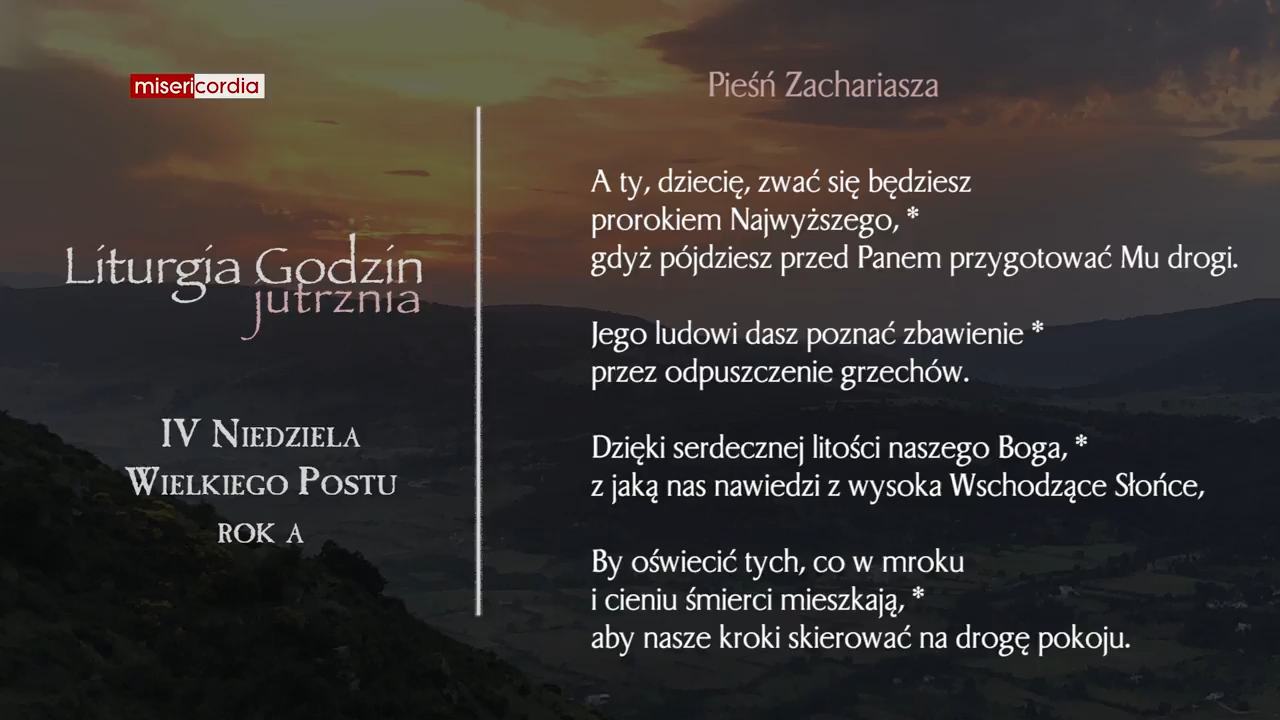 misericordia
Liturgia Godzin
jutrznia
IV Niedziela
Wielkiego Postu
rok A
Pieśń Zachariasza
A ty, dziecię, zwać się będziesz
prorokiem Najwyższego, *
gdyż pójdziesz przed Panem przygotować Mu drogi.
Jego ludowi dasz poznać zbawienie *
przez odpuszczenie grzechów.
Dzięki serdecznej litości naszego Boga, *
z jaką nas nawiedzi z wysoka Wschodzące Słońce,
By oświecić tych, co w mroku
i cieniu śmierci mieszkają, *
aby nasze kroki skierować na drogę pokoju.